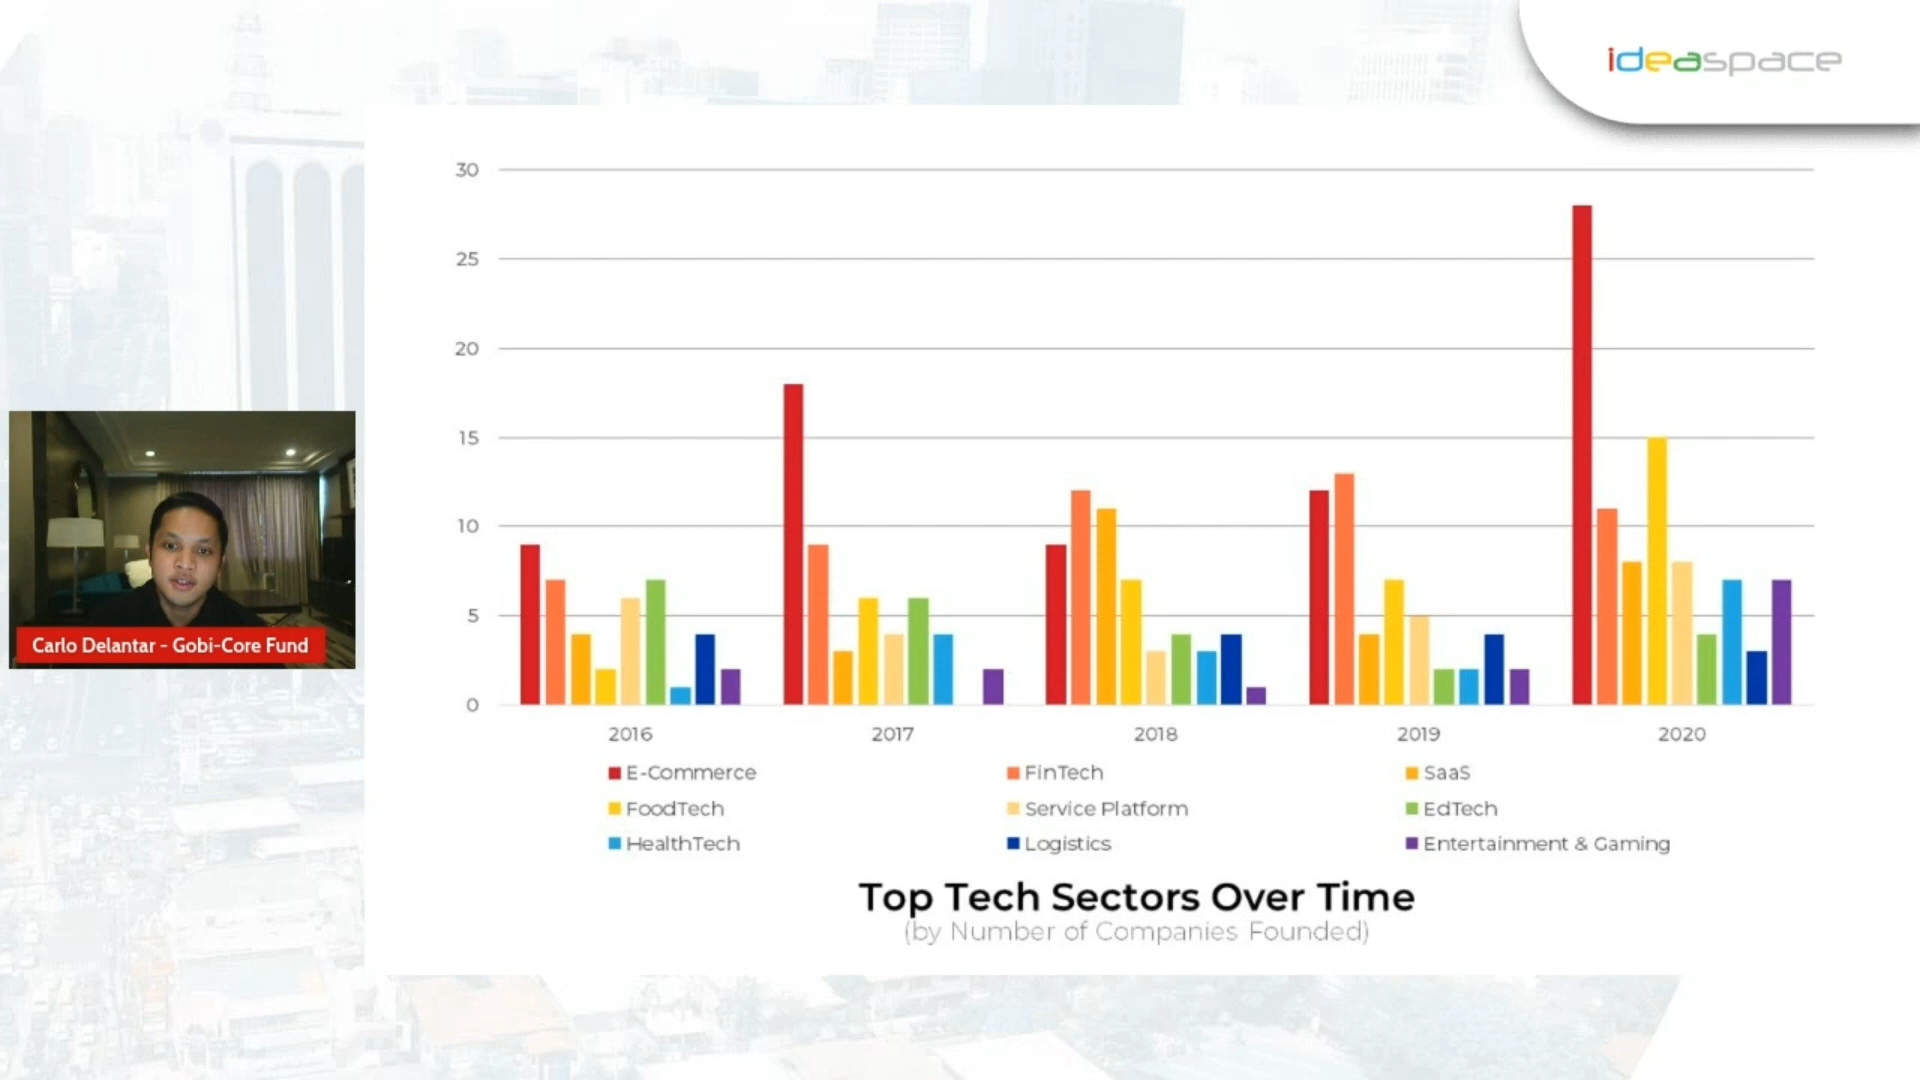 ideaspace
30
25
20
15
10
5
0
2016 2017 2018 2019 2020
E-Commerce FinTech SaaS
FoodTech Service Platform EdTech
HealthTech Logistics Entertainment & Gaming
Top Tech Sectors Over Time
(by Number of Companies Founded)
Carlo Delantar - Gobi-Core Fund